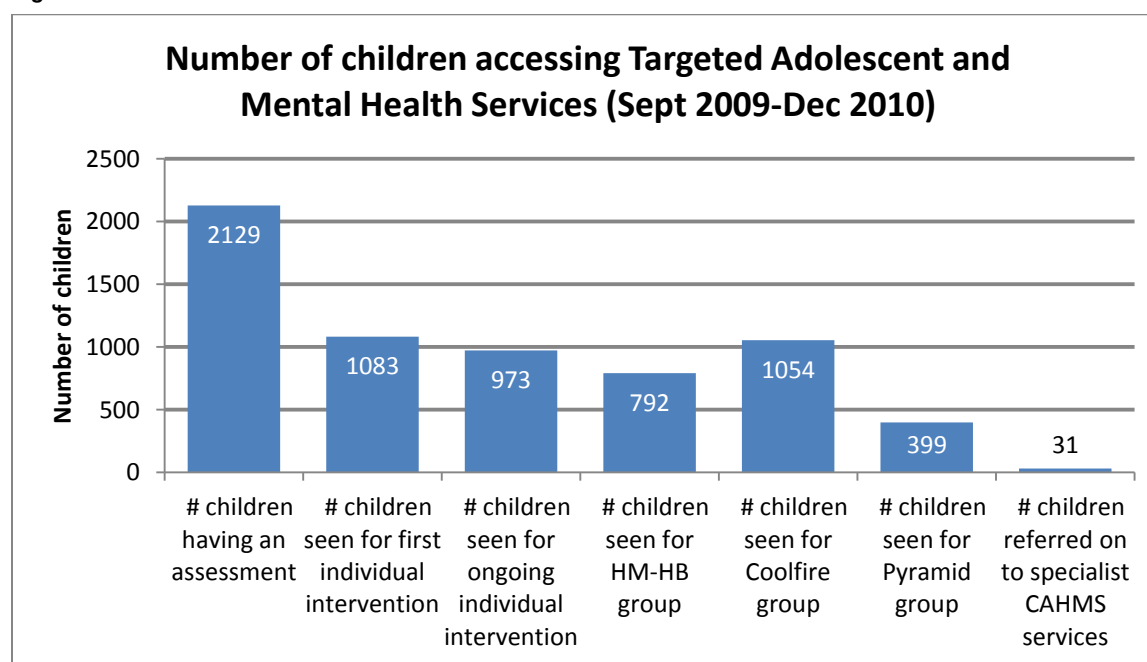 Number of children accessing Targeted Adolescent and
Mental Health Services (Sept 2009-Dec 2010)
Number of children
2500
2000
1500
1000
500
0
2129
1083
973
792
1054
399
31
# children
having an
assessment
# children
seen for first
individual
intervention
# children
seen for
ongoing
individual
intervention
# children
seen for
HM-HB
group
# children
seen for
Coolfire
group
# children
seen for
Pyramid
group
# children
referred on
to specialist
CAHMS
services